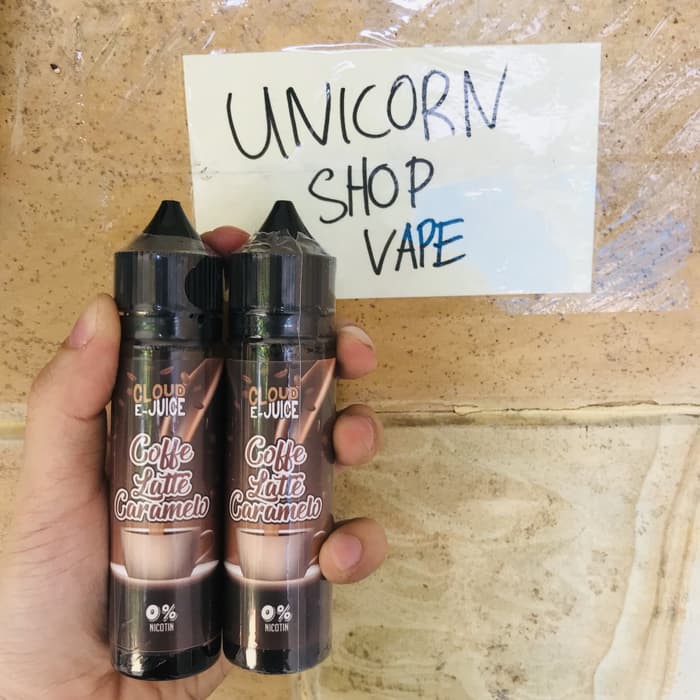 UNICORN
SHOP
VAPE
CLOUD
E-JUICE
Coffe
Latte
Caramelo
0%
NICOTIN
CLOUD
E-JUICE
Coffe
Latte
Caramelo
0%
NICOTIN